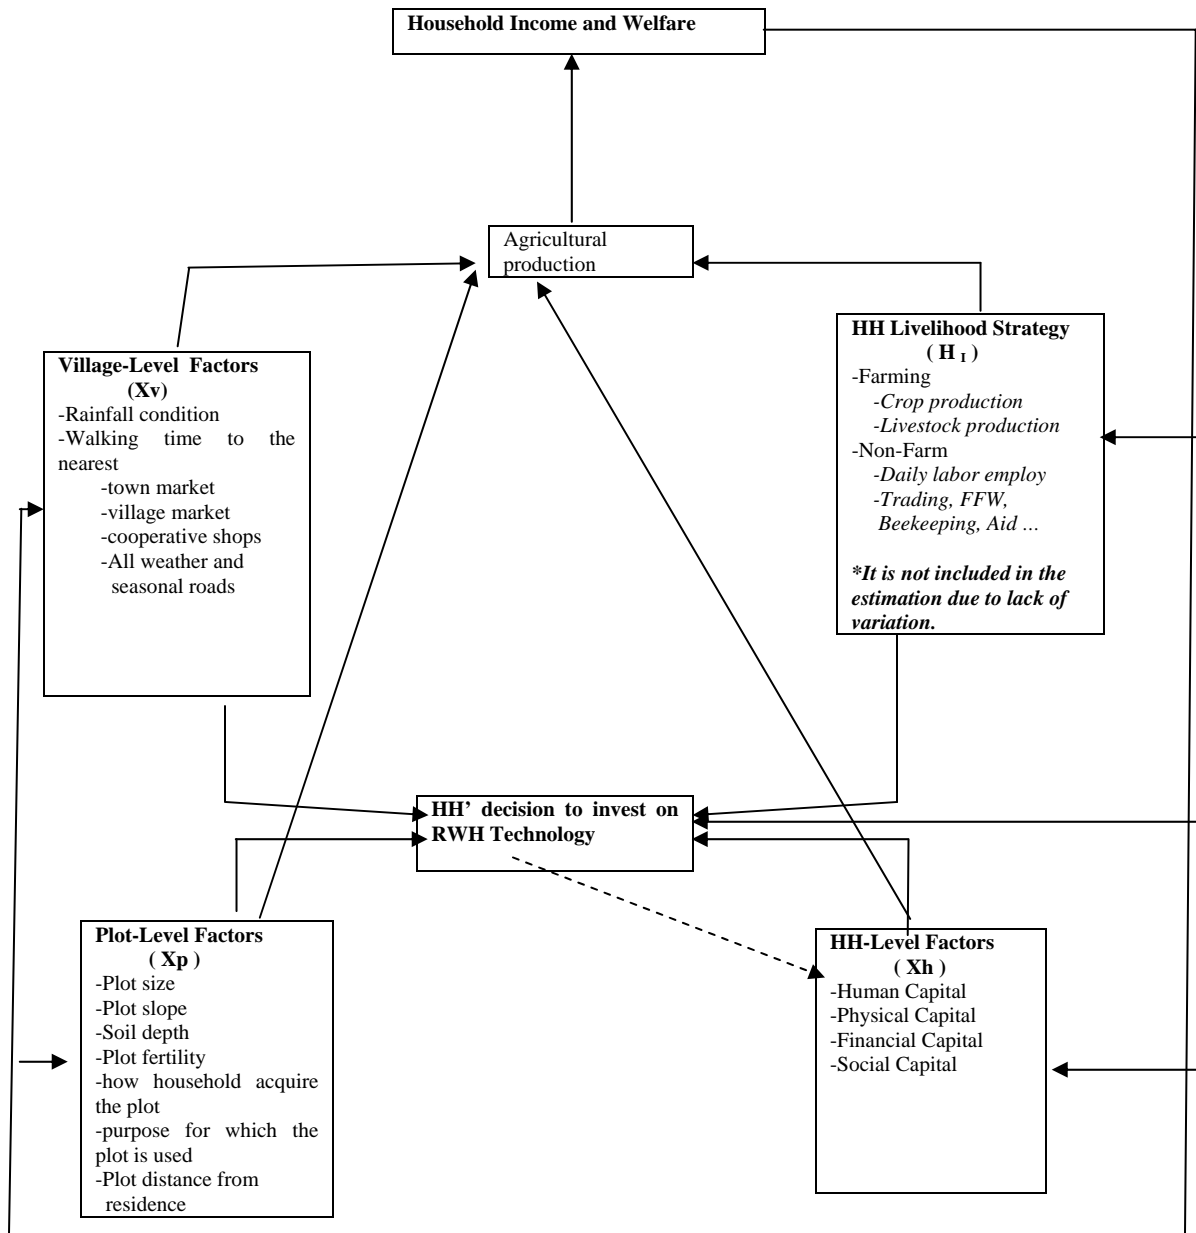 Household Income and Welfare
Agricultural
production
HH Livelihood Strategy
( H I )
-Farming
-Crop production
-Livestock production
-Non-Farm
-Daily labor employ
-Trading, FFW,
Beekeeping, Aid ...
*It is not included in the
estimation due to lack of
variation.
Village-Level Factors
(Xv)
-Rainfall condition
-Walking time to the
nearest
-town market
-village market
-cooperative shops
-All weather and
seasonal roads
HH’ decision to invest on
RWH Technology
Plot-Level Factors
( Xp )
-Plot size
-Plot slope
-Soil depth
-Plot fertility
-how household acquire
the plot
-purpose for which the
plot is used
-Plot distance from
residence
HH-Level Factors
( Xh )
-Human Capital
-Physical Capital
-Financial Capital
-Social Capital